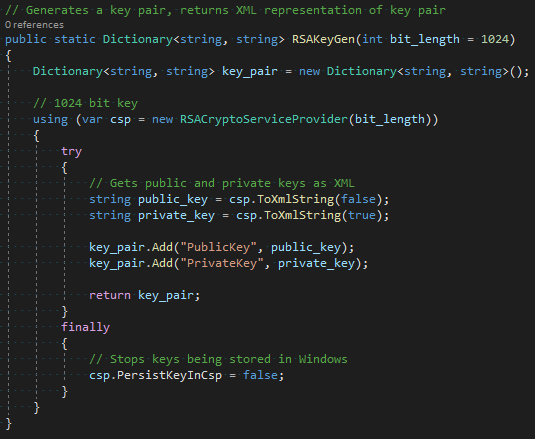 // Generates a key pair, returns XML representation of key pair
0 references
public static Dictionary<string, string> RSAKeyGen(int bit_length = 1024)
{
Dictionary<string, string> key_pair = new Dictionary<string, string>();
// 1024 bit key
using (var csp = new RSACryptoServiceProvider(bit_length))
{
try
{
// Gets public and private keys as XML
string public_key = csp.ToXmlString(false);
string private_key = csp.ToXmlString(true);
key_pair.Add("PublicKey", public_key);
key_pair.Add("PrivateKey", private_key);
return key_pair;
}
finally
{
// Stops keys being stored in Windows
csp.PersistKeyInCsp = false;
}
}
}